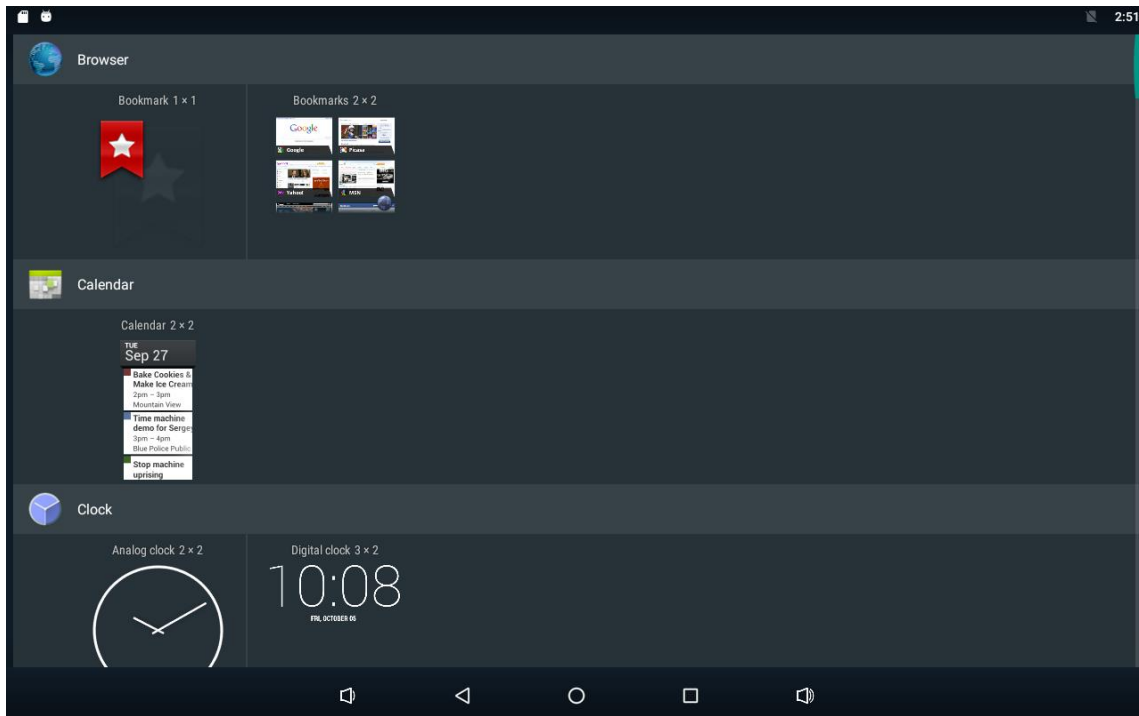 2:51
Browser
Bookmark 1 × 1
Bookmarks 2 × 2
Google
Google
Picasa
Yahoo!
MSN
Calendar
Calendar 2 × 2
TUE
Sep 27
Bake Cookies &
Make Ice Cream
2pm – 3pm
Mountain View
Time machine
demo for Sergey
3pm – 4pm
Blue Police Public
Stop machine
uprising
Clock
Analog clock 2 × 2
Digital clock 3 × 2
10:08
FRI, OCTOBER 05